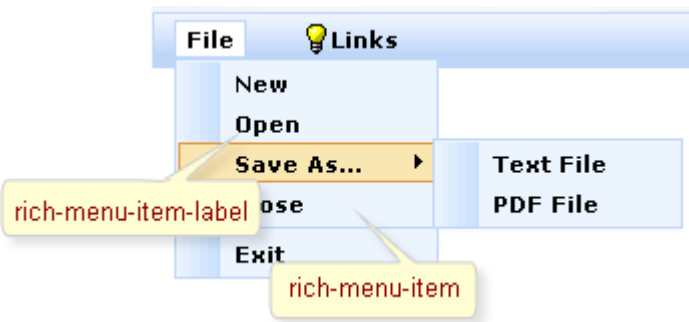 File Links
New
Open
Save As...
Text File
rich-menu-item-label
ose
PDF File
Exit
rich-menu-item